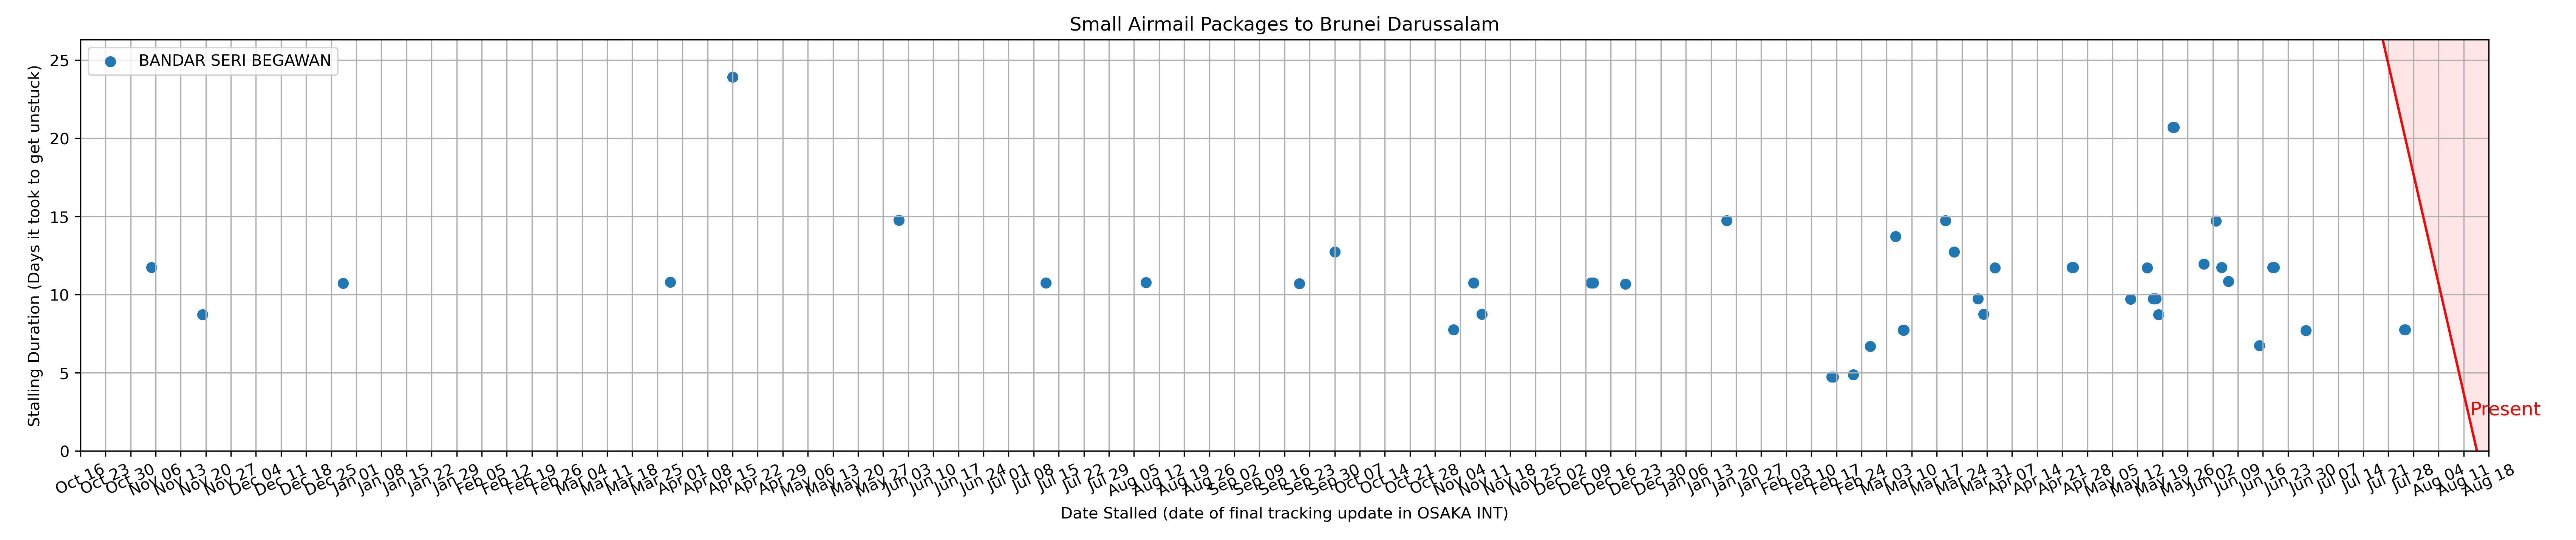 Small Airmail Packages to Brunei Darussalam
BANDAR SERI BEGAWAN
Stalling Duration (Days it took to get unstuck)
25
20
15
10
5
0
Present
Oct 16
Oct 23
Oct 30
Nov 06
Nov 13
Nov 20
Nov 27
Dec 04
Dec 11
Dec 18
Dec 25
Jan 01
Jan 08
Jan 15
Jan 22
Jan 29
Feb 05
Feb 12
Feb 19
Feb 26
Mar 04
Mar 11
Mar 18
Mar 25
Apr 01
Apr 08
Apr 15
Apr 22
Apr 29
May 06
May 13
May 20
May 27
Jun 03
Jun 10
Jun 17
Jun 24
Jul 01
Jul 08
Jul 15
Jul 22
Jul 29
Aug 05
Aug 12
Aug 19
Aug 26
Sep 02
Sep 09
Sep 16
Sep 23
Sep 30
Oct 07
Oct 14
Oct 21
Oct 28
Nov 04
Nov 11
Nov 18
Nov 25
Dec 02
Dec 09
Dec 16
Dec 23
Dec 30
Jan 06
Jan 13
Jan 20
Jan 27
Feb 03
Feb 10
Feb 17
Feb 24
Mar 03
Mar 10
Mar 17
Mar 24
Mar 31
Apr 07
Apr 14
Apr 21
Apr 28
May 05
May 12
May 19
May 26
Jun 02
Jun 09
Jun 16
Jun 23
Jun 30
Jul 07
Jul 14
Jul 21
Jul 28
Aug 04
Aug 11
Aug 18
Date Stalled (date of final tracking update in OSAKA INT)